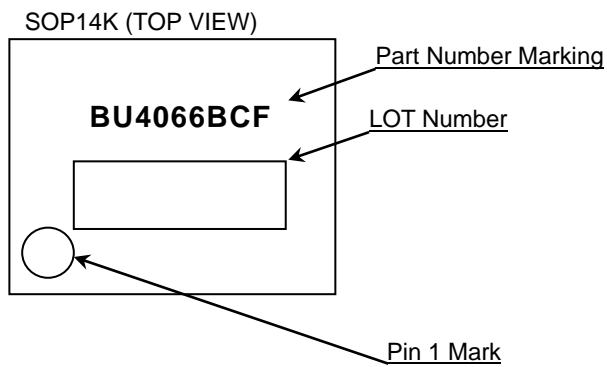 SOP14K (TOP VIEW)
Part Number Marking
BU4066BCF
LOT Number
Pin 1 Mark